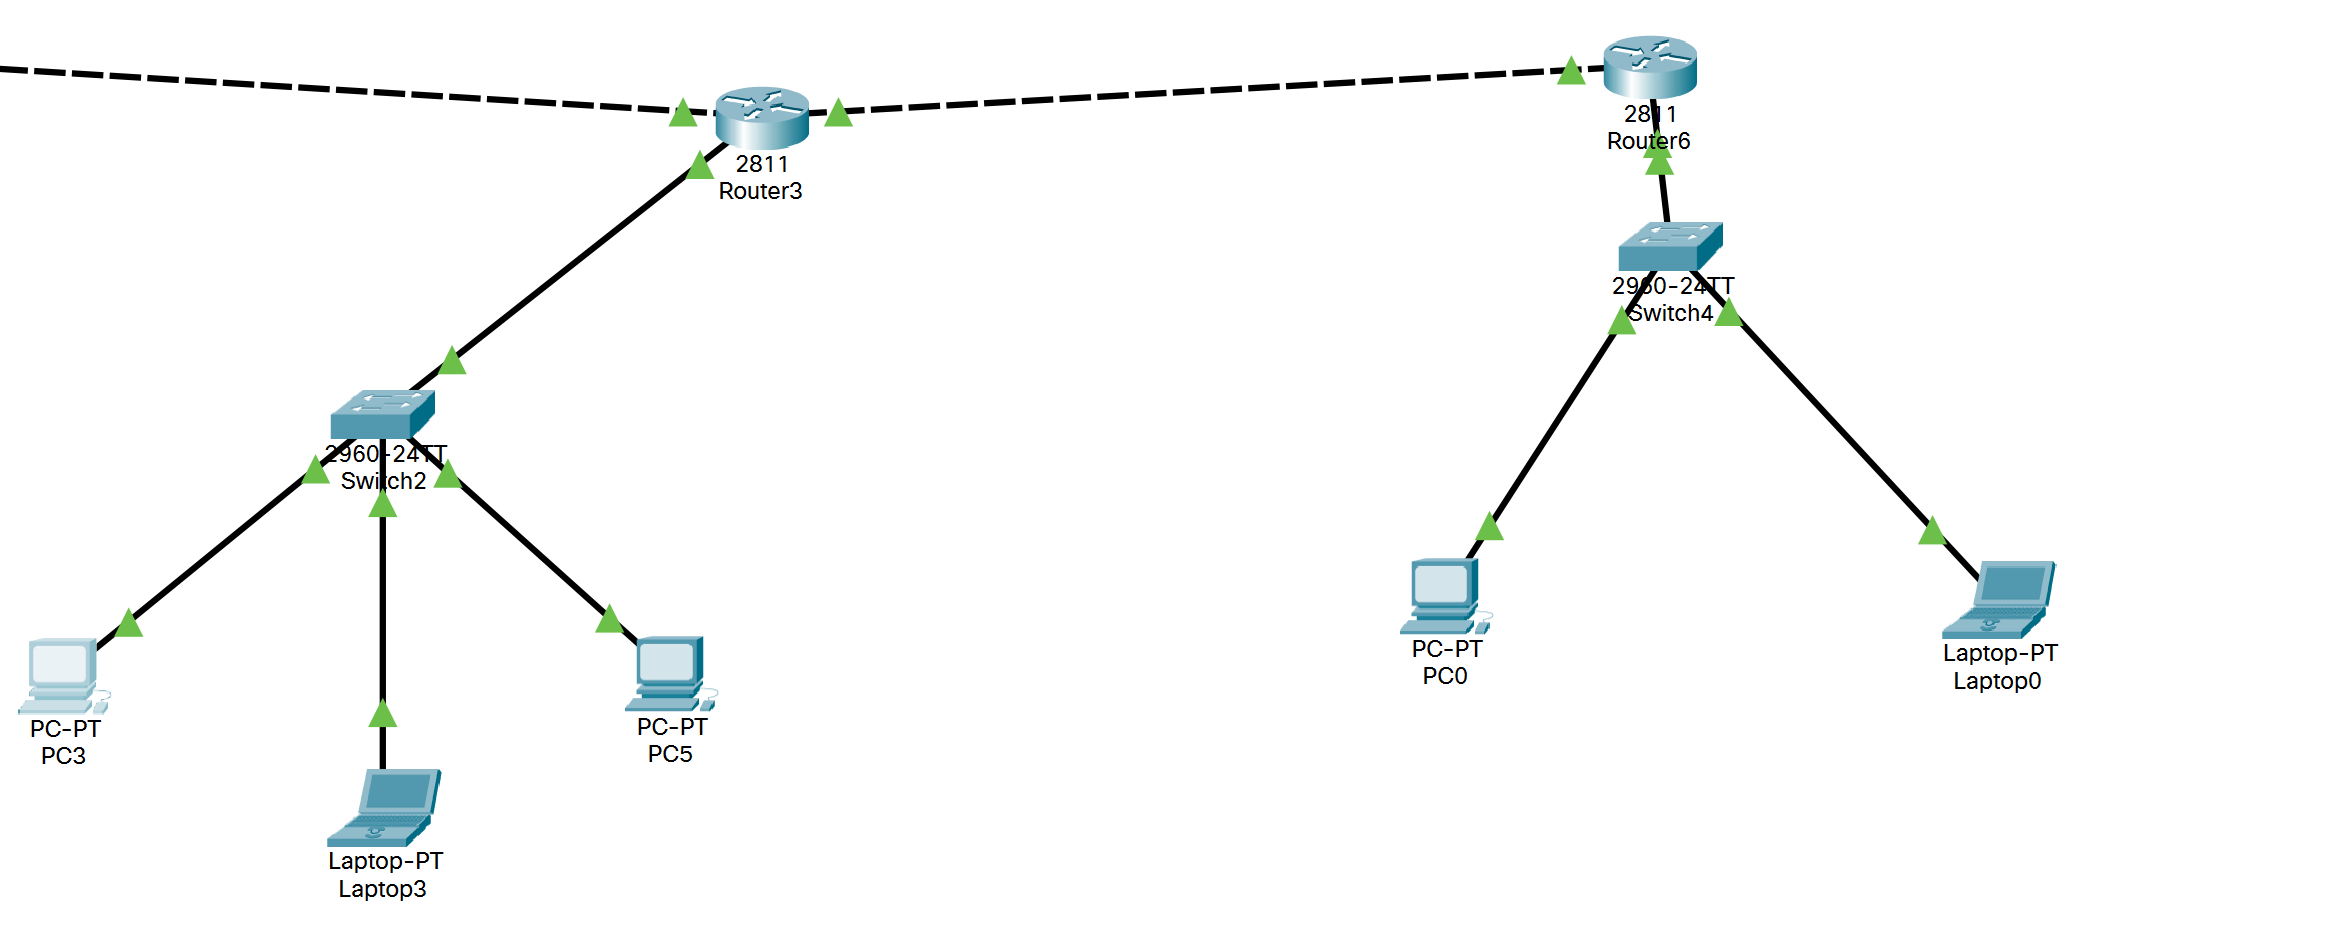 2811
Router3
2811
Router6
2960-24TT
Switch4
2960-24TT
Switch2
PC-PT
PC3
Laptop-PT
Laptop3
PC-PT
PC5
PC-PT
PC0
Laptop-PT
Laptop0